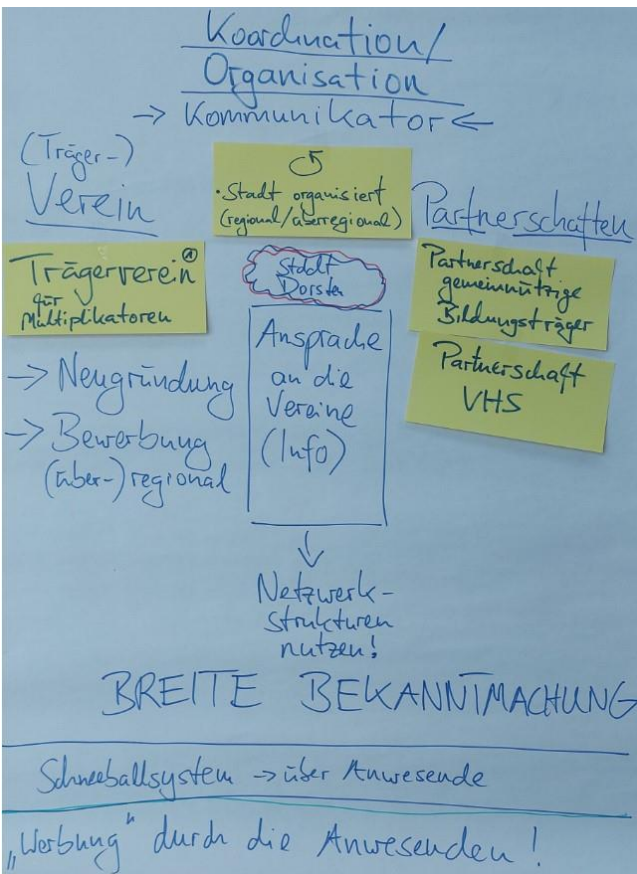 Koordination/
Organisation
→ Kommunikator ←
(Träger-)
Verein
Trägerverein
für
Multiplikatoren
→ Neugründung
→ Bewerbung
(über-)regional
• Stadt organisiert
(regional/überregional)
Stadt
Dorsten
Ansprache
an die
Vereine
(Info)
Partnerschaften
Partnerschaft
gemeinnützige
Bildungsträger
Partnerschaft
VHS
↓
Netzwerk-
strukturen
nutzen!
BREITE BEKANNTMACHUNG
Schneeballsystem → über Anwesende
„Werbung" durch die Anwesenden!